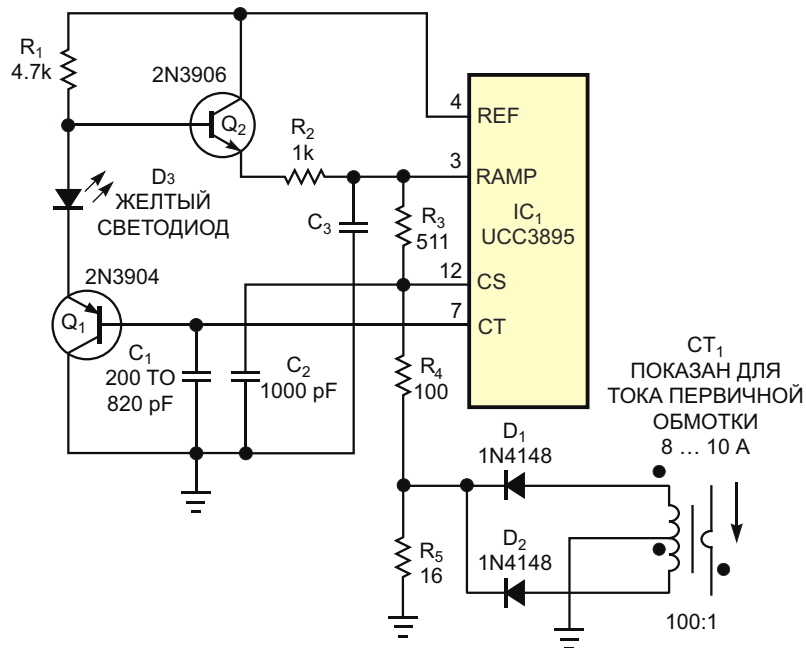 R1
4.7k
2N3906
Q2
R2
1k
4
REF
3
RAMP
IC1
UCC3895
D3
ЖЕЛТЫЙ
СВЕТОДИОД
C3
R3
511
12
CS
2N3904
7
CT
Q1
C1
200 TO
820 pF
C2
1000 pF
R4
100
CT1
ПОКАЗАН ДЛЯ
ТОКА ПЕРВИЧНОЙ
ОБМОТКИ
8 … 10 А
D1
1N4148
D2
1N4148
R5
16
100:1